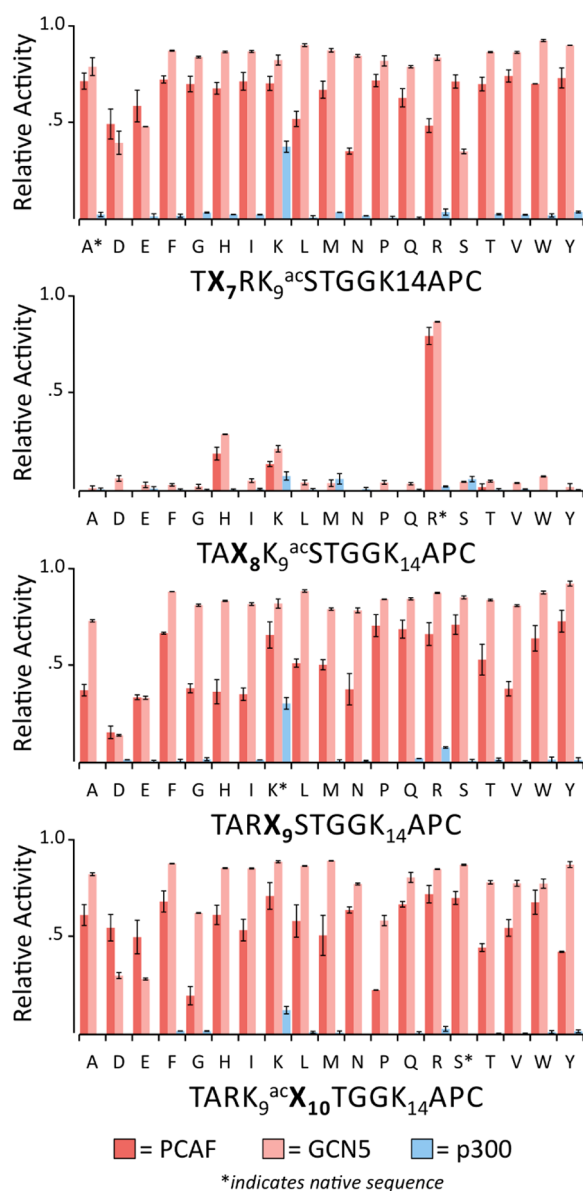 1.0
.5
Relative Activity
A* D E F G H I K L M N P Q R S T V W Y
TX₇RK₉ᵃᶜSTGGK14APC
1.0
.5
Relative Activity
A D E F G H I K L M N P Q R* S T V W Y
TAX₈K₉ᵃᶜSTGGK₁₄APC
1.0
.5
Relative Activity
A D E F G H I K* L M N P Q R S T V W Y
TARX₉STGGK₁₄APC
1.0
.5
Relative Activity
A D E F G H I K L M N P Q R S* T V W Y
TARK₉ᵃᶜX₁₀TGGK₁₄APC
= PCAF = GCN5 = p300
*indicates native sequence